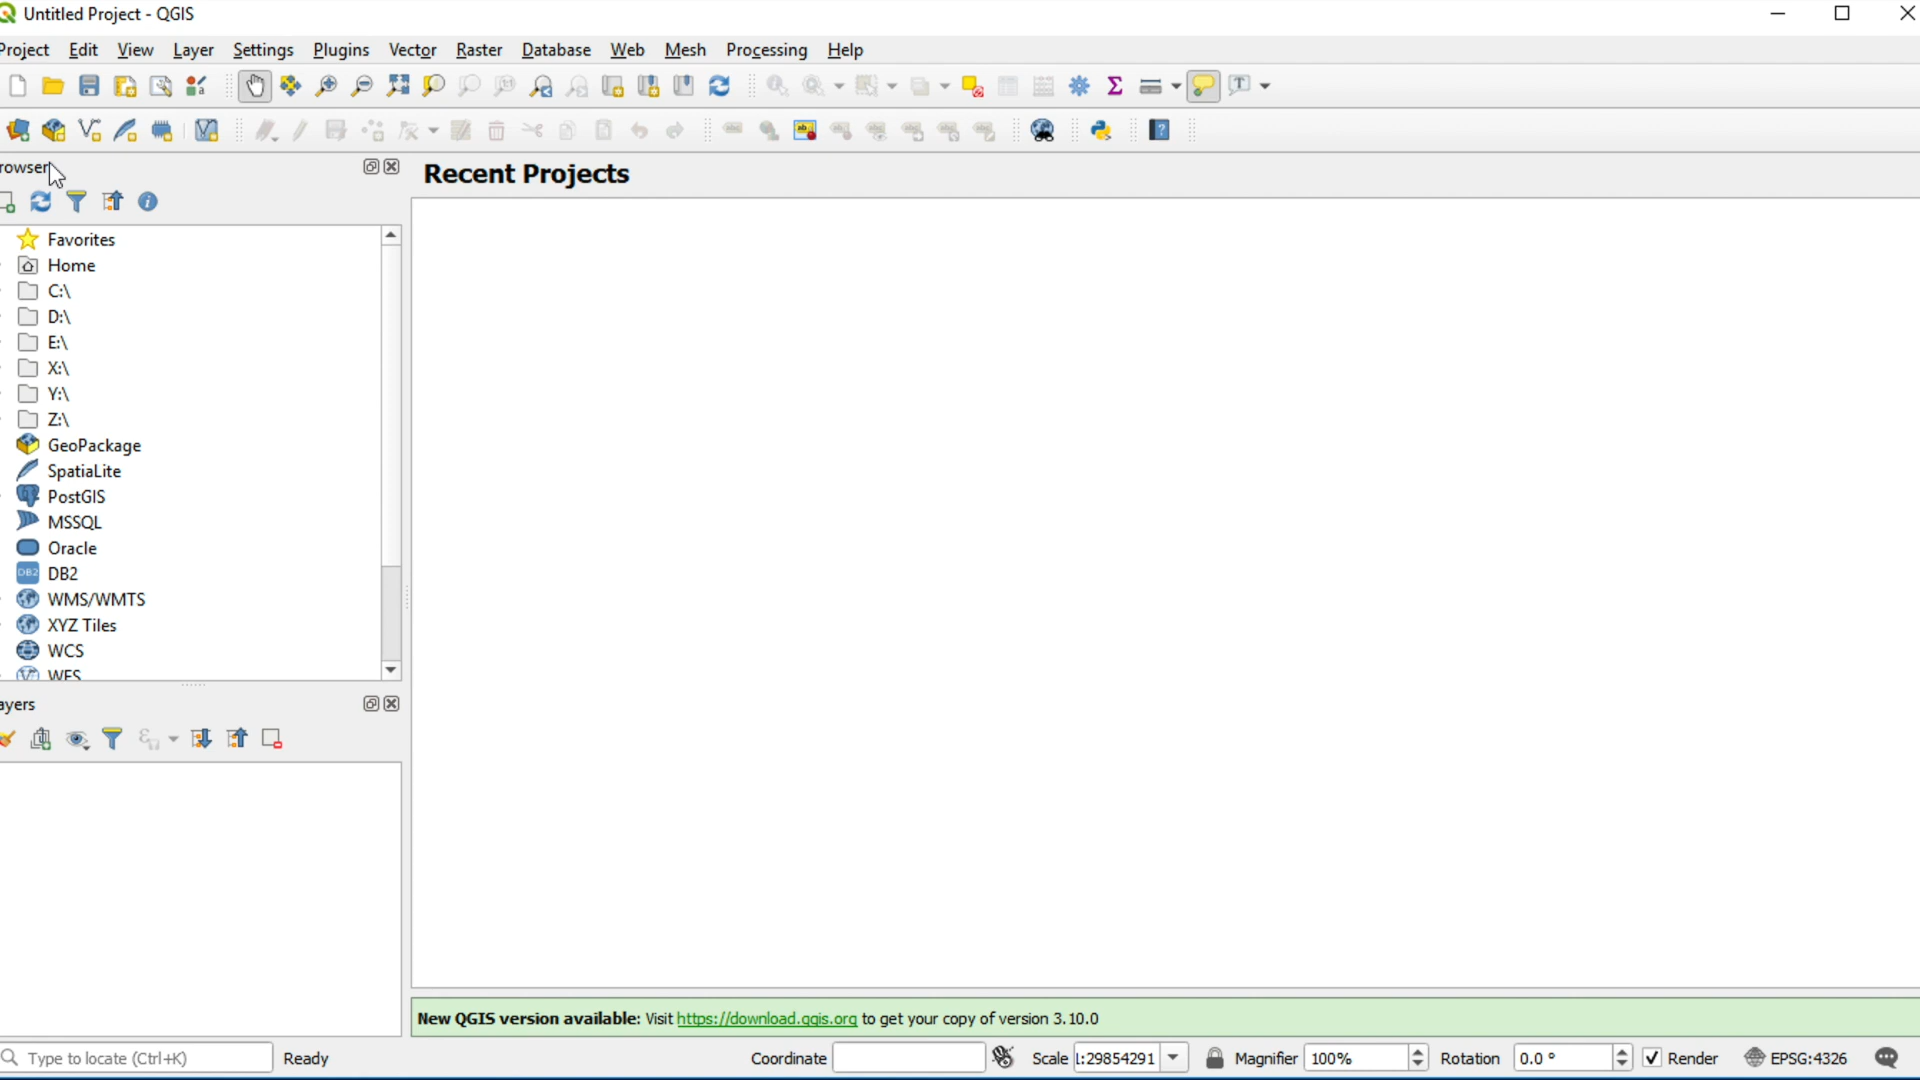 Untitled Project - QGIS
Project Edit View Layer Settings Plugins Vector Raster Database Web Mesh Processing Help
rowser
Recent Projects
Favorites
Home
C:\
D:\
E:\
X:\
Y:\
Z:\
GeoPackage
SpatiaLite
PostGIS
MSSQL
Oracle
DB2
WMS/WMTS
XYZ Tiles
WCS
WFS
ayers
New QGIS version available: Visit https://download.qgis.org to get your copy of version 3.10.0
Type to locate (Ctrl+K) Ready Coordinate Scale 1:29854291 Magnifier 100% Rotation 0.0 ° Render EPSG:4326